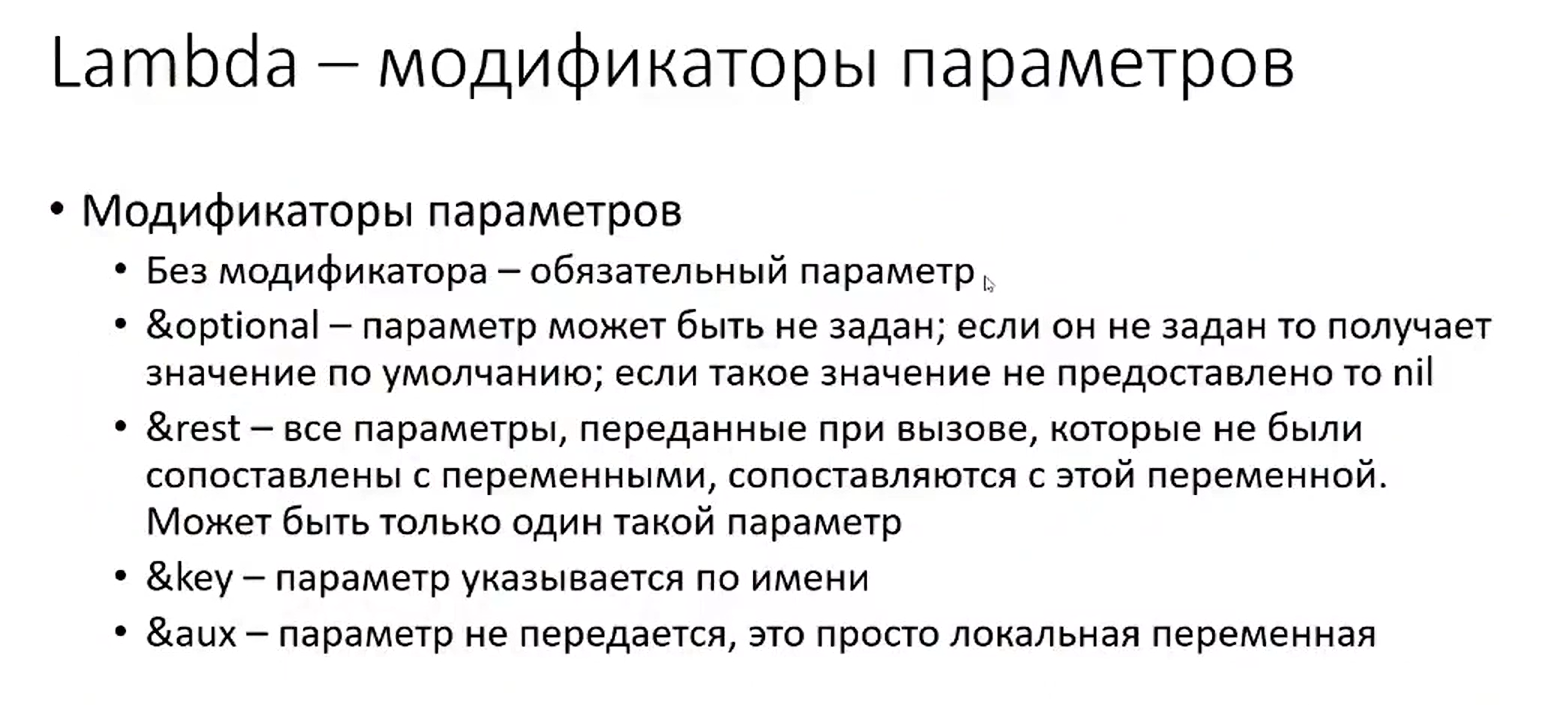 Lambda – модификаторы параметров
• Модификаторы параметров
• Без модификатора – обязательный параметр
• &optional – параметр может быть не задан; если он не задан то получает
значение по умолчанию; если такое значение не предоставлено то nil
• &rest – все параметры, переданные при вызове, которые не были
сопоставлены с переменными, сопоставляются с этой переменной.
Может быть только один такой параметр
• &key – параметр указывается по имени
• &aux – параметр не передается, это просто локальная переменная